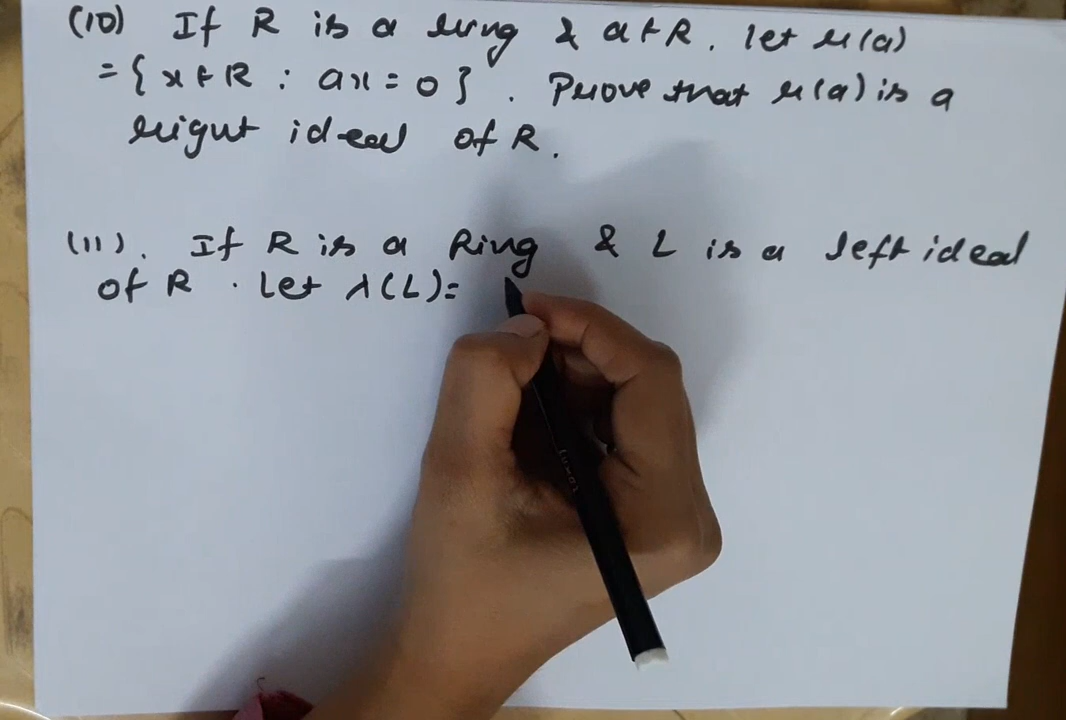 (10) If R is a ring & a ∈ R. let r(a)
= { x ∈ R : ax = 0 } . Prove that r(a) is a
right ideal of R.
(11). If R is a Ring & L is a left ideal
of R . Let λ(L)=